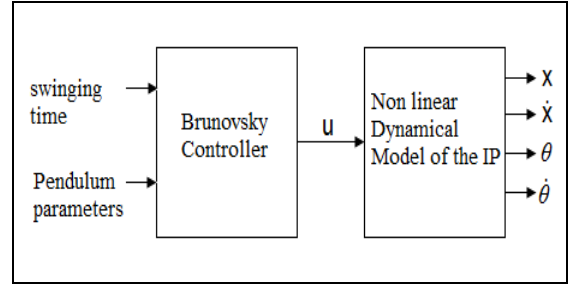 swinging
time
Pendulum
parameters
Brunovsky
Controller
u
Non linear
Dynamical
Model of the IP
X
Ẋ
θ
θ̇